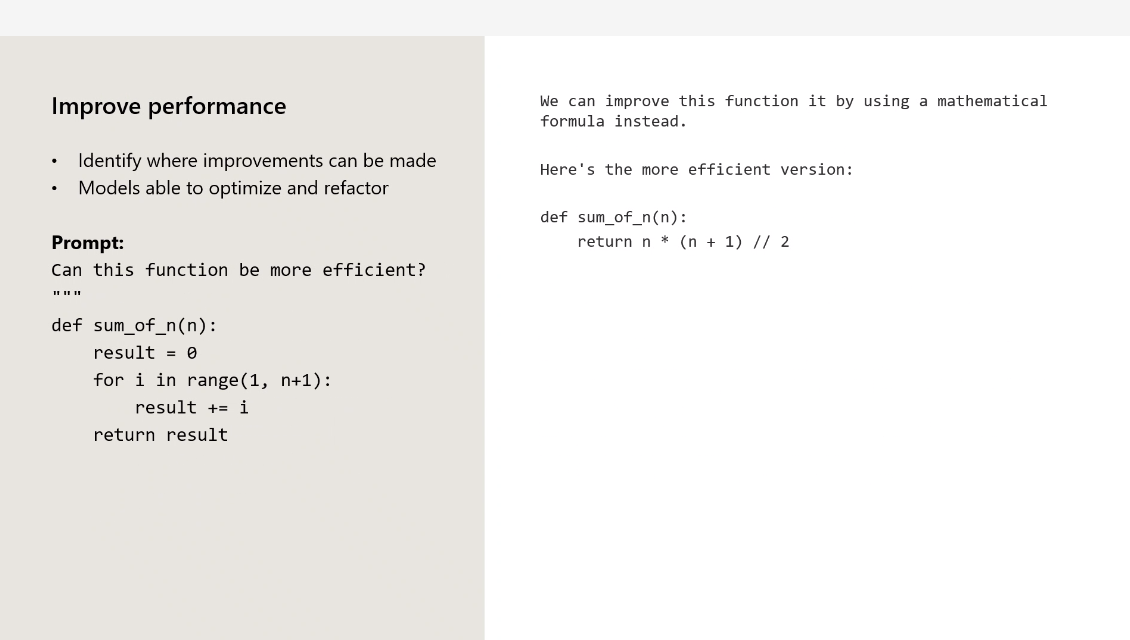 Improve performance
• Identify where improvements can be made
• Models able to optimize and refactor
Prompt:
Can this function be more efficient?
"""
def sum_of_n(n):
    result = 0
    for i in range(1, n+1):
        result += i
    return result
We can improve this function it by using a mathematical
formula instead.
Here's the more efficient version:
def sum_of_n(n):
    return n * (n + 1) // 2